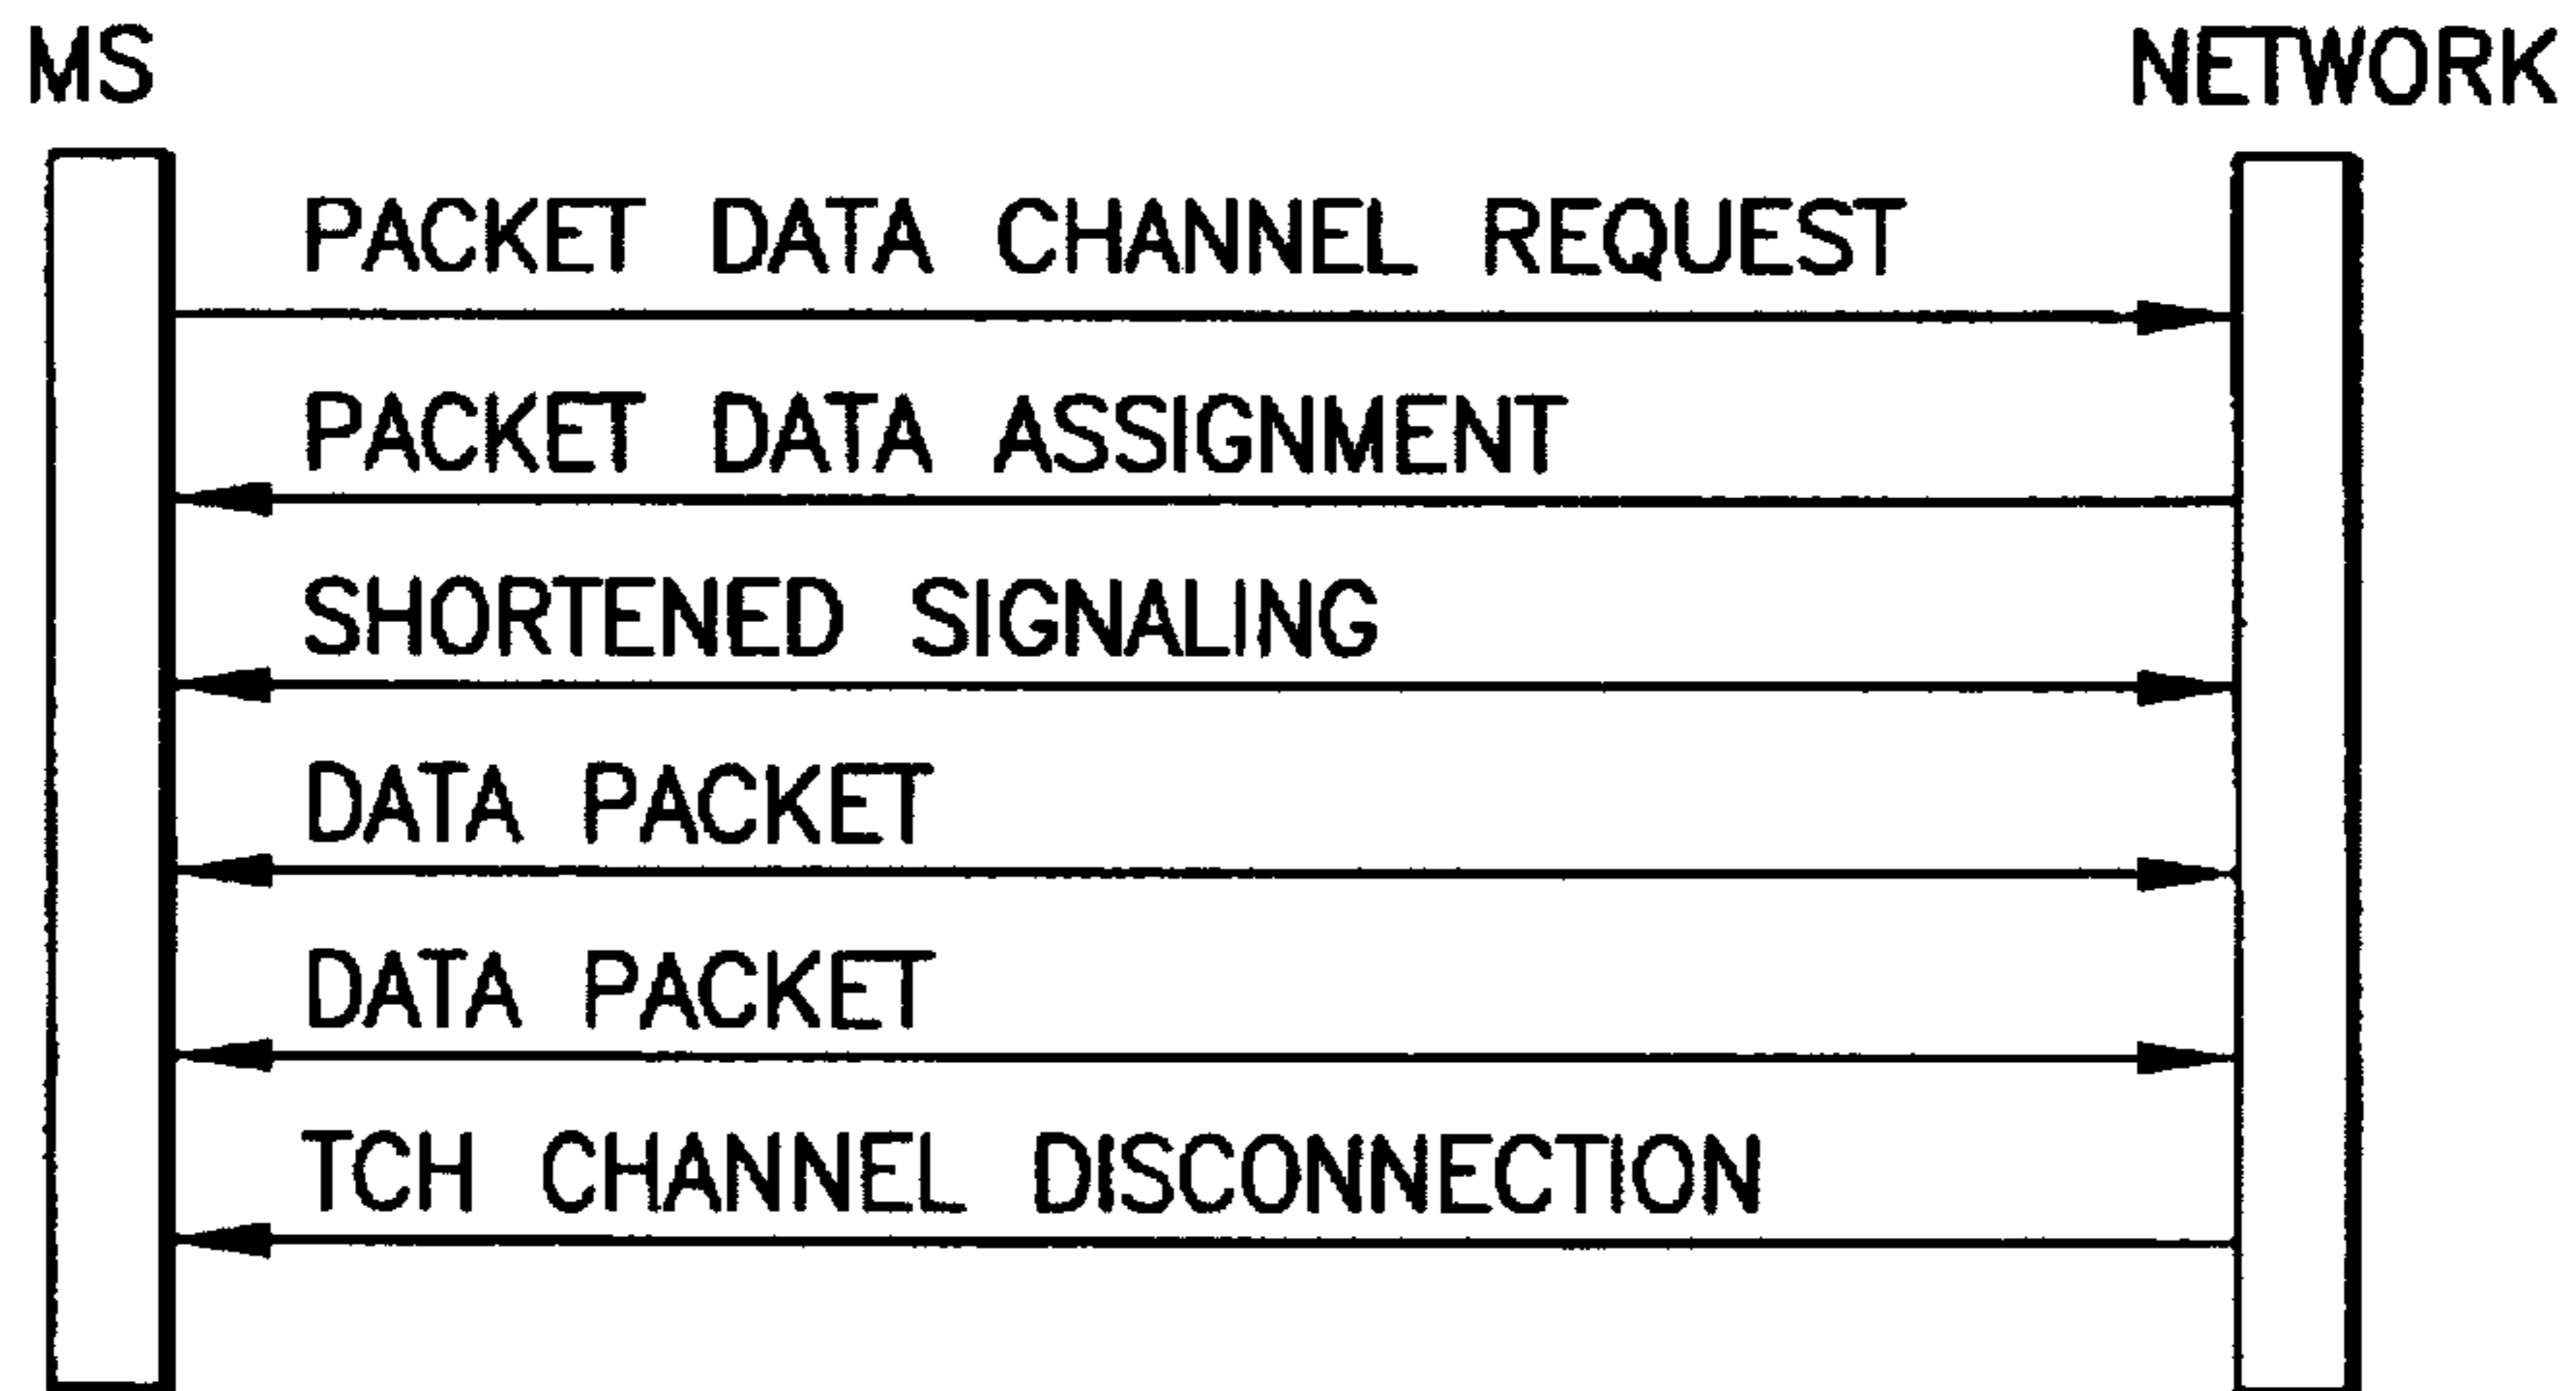 MS NETWORK
PACKET DATA CHANNEL REQUEST
PACKET DATA ASSIGNMENT
SHORTENED SIGNALING
DATA PACKET
DATA PACKET
TCH CHANNEL DISCONNECTION